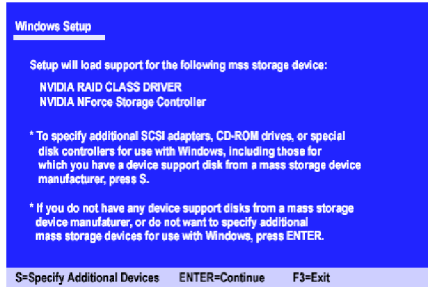 Windows Setup
Setup will load support for the following mss storage device:
NVIDIA RAID CLASS DRIVER
NVIDIA NForce Storage Controller
* To specify additional SCSI adapters, CD-ROM drives, or special
disk controllers for use with Windows, including those for
which you have a device support disk from a mass storage device
manufacturer, press S.
* If you do not have any device support disks from a mass storage
device manufaturer, or do not want to specify additional
mass storage devices for use with Windows, press ENTER.
S=Specify Additional Devices ENTER=Continue F3=Exit